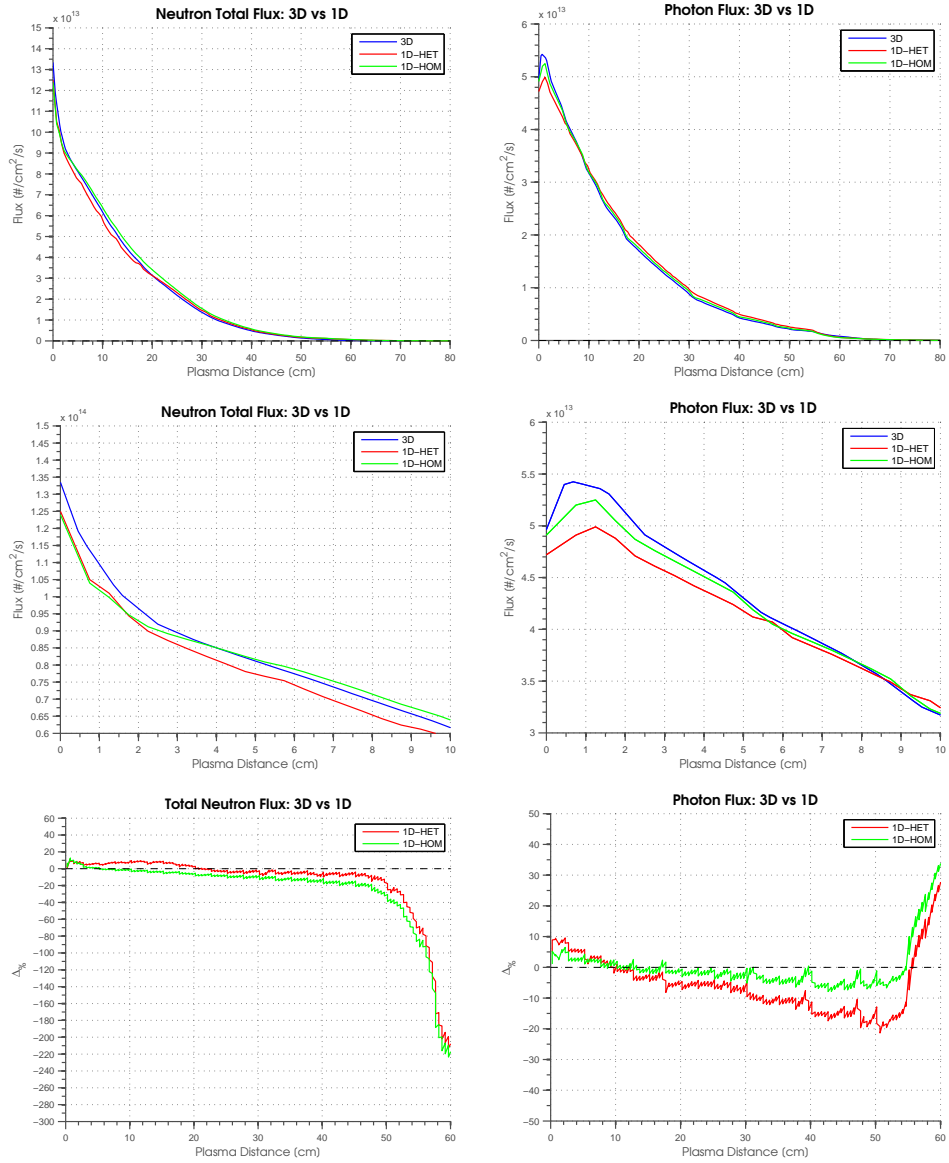 Neutron Total Flux: 3D vs 1D
x 10^13
15
14
13
12
11
10
9
8
7
6
5
4
3
2
1
0
Flux (#/cm^2/s)
3D
1D-HET
1D-HOM
0 10 20 30 40 50 60 70 80
Plasma Distance (cm)
Photon Flux: 3D vs 1D
x 10^13
6
5
4
3
2
1
0
Flux (#/cm^2/s)
3D
1D-HET
1D-HOM
0 10 20 30 40 50 60 70 80
Plasma Distance (cm)
Neutron Total Flux: 3D vs 1D
x 10^14
1.5
1.45
1.4
1.35
1.3
1.25
1.2
1.15
1.1
1.05
1
0.95
0.9
0.85
0.8
0.75
0.7
0.65
0.6
Flux (#/cm^2/s)
3D
1D-HET
1D-HOM
0 1 2 3 4 5 6 7 8 9 10
Plasma Distance (cm)
Photon Flux: 3D vs 1D
x 10^13
6
5.5
5
4.5
4
3.5
3
Flux (#/cm^2/s)
3D
1D-HET
1D-HOM
0 1 2 3 4 5 6 7 8 9 10
Plasma Distance (cm)
Total Neutron Flux: 3D vs 1D
60
40
20
0
-20
-40
-60
-80
-100
-120
-140
-160
-180
-200
-220
-240
-260
-280
-300
Δ%
1D-HET
1D-HOM
0 10 20 30 40 50 60
Plasma Distance (cm)
Photon Flux: 3D vs 1D
50
40
30
20
10
0
-10
-20
-30
-40
-50
Δ%
1D-HET
1D-HOM
0 10 20 30 40 50 60
Plasma Distance (cm)